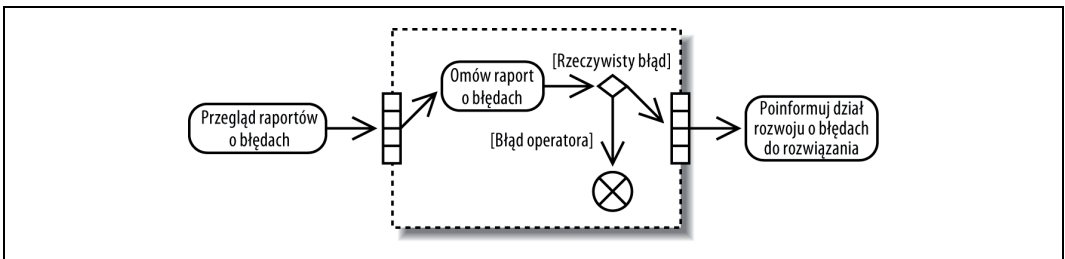 Przegląd raportów
o błędach
Omów raport
o błędach
[Rzeczywisty błąd]
[Błąd operatora]
Poinformuj dział
rozwoju o błędach
do rozwiązania